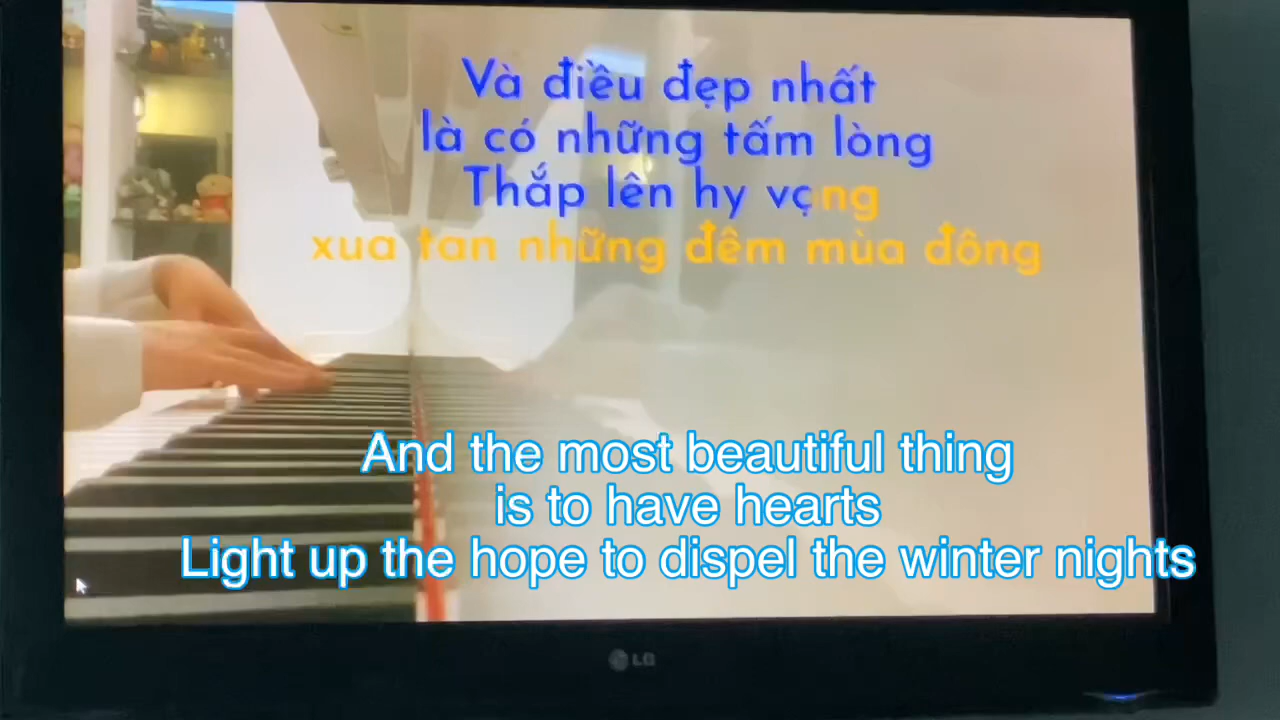 Và điều đẹp nhất
là có những tấm lòng
Thắp lên hy vọng
xua tan những đêm mùa đông
And the most beautiful thing
is to have hearts
Light up the hope to dispel the winter nights
LG